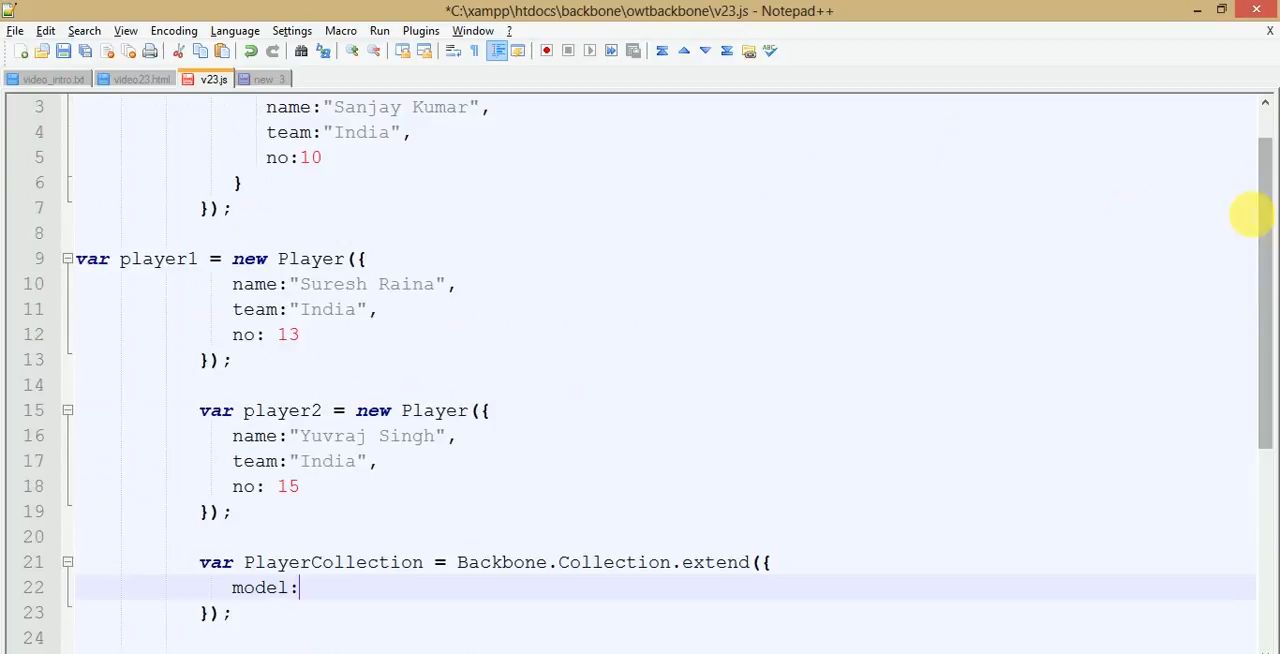 *C:\xampp\htdocs\backbone\owtbackbone\v23.js - Notepad++
File Edit Search View Encoding Language Settings Macro Run Plugins Window ? X
video_intro.txt video23.html v23.js new 3
3 name:"Sanjay Kumar",
4 team:"India",
5 no:10
6 }
7 });
8
9 var player1 = new Player({
10 name:"Suresh Raina",
11 team:"India",
12 no: 13
13 });
14
15 var player2 = new Player({
16 name:"Yuvraj Singh",
17 team:"India",
18 no: 15
19 });
20
21 var PlayerCollection = Backbone.Collection.extend({
22 model:
23 });
24